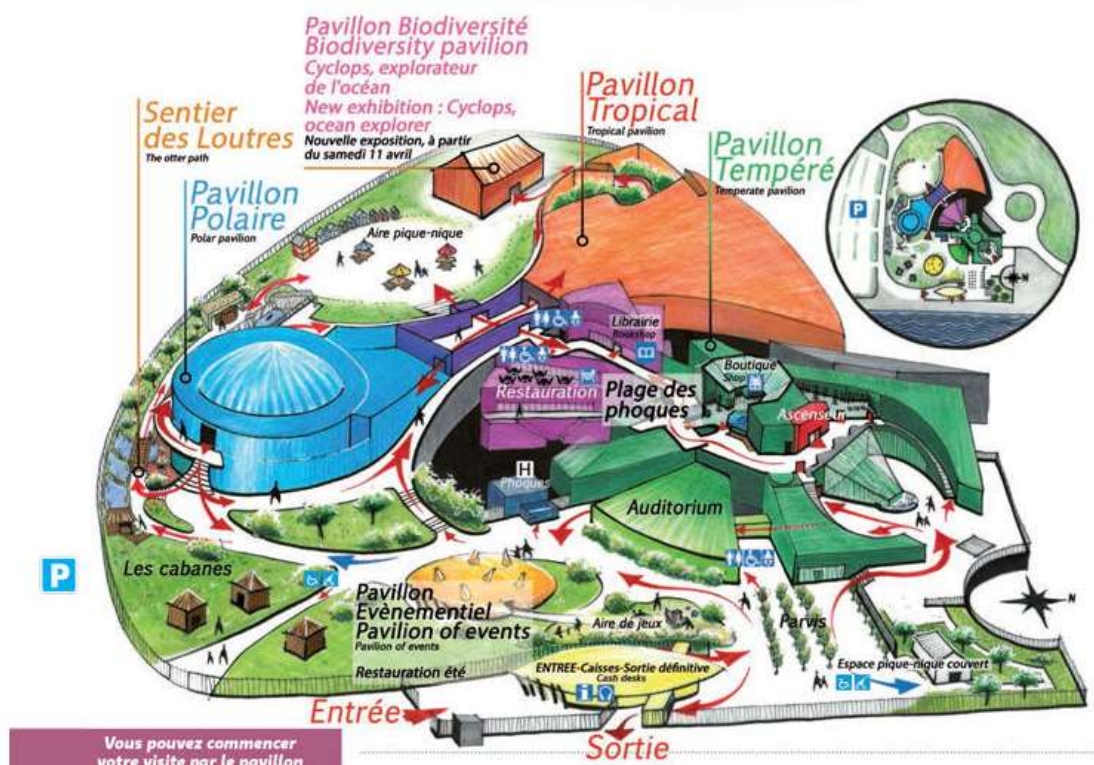 Pavillon Biodiversité
Biodiversity pavilion
Cyclops, explorateur
de l'océan
New exhibition : Cyclops,
ocean explorer
Nouvelle exposition, à partir
du samedi 11 avril
Sentier
des Loutres
The otter path
Pavillon
Tropical
Tropical pavilion
Pavillon
Tempéré
Temperate pavilion
Pavillon
Polaire
Polar pavilion
P
Aire pique-nique
Librairie
Bookshop
Boutique
Shop
Restauration
Plage des
phoques
Ascenseur
H
Phoques
Auditorium
P
Les cabanes
N
Pavillon
Evènementiel
Pavilion of events
Pavilion of events
Aire de jeux
Parvis
Restauration été
ENTREE-Caisses-Sortie définitive
Cash desks
i
Espace pique-nique couvert
Entrée
Sortie
Vous pouvez commencer
votre visite par le pavillon